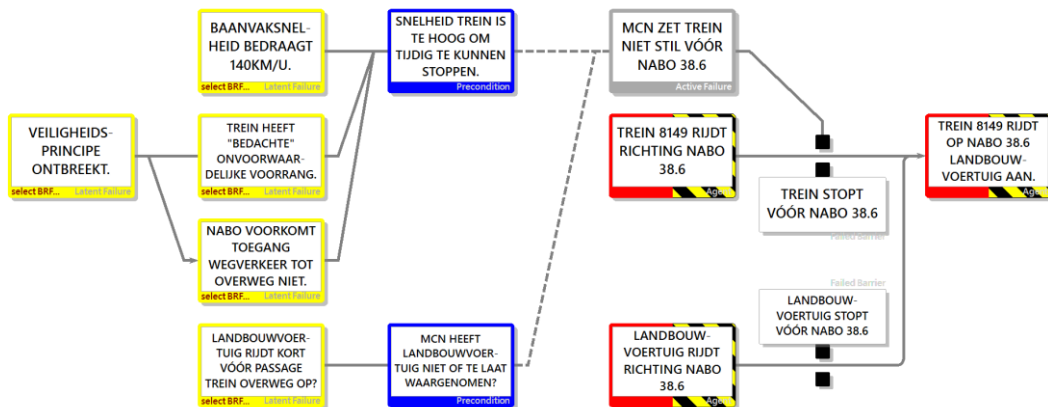 BAANVAKSNEL-
HEID BEDRAAGT
140KM/U.
select BRF... Latent Failure
SNELHEID TREIN IS
TE HOOG OM
TIJDIG TE KUNNEN
STOPPEN.
Precondition
MCN ZET TREIN
NIET STIL VÓÓR
NABO 38.6
Active Failure
VEILIGHEIDS-
PRINCIPE
ONTBREEKT.
select BRF... Latent Failure
TREIN HEEFT
"BEDACHTE"
ONVOORWAAR-
DELIJKE VOORRANG.
select BRF... Latent Failure
TREIN 8149 RIJDT
RICHTING NABO
38.6
TREIN STOPT
VÓÓR NABO 38.6
Failed Barrier
TREIN 8149 RIJDT
OP NABO 38.6
LANDBOUW-
VOERTUIG AAN.
NABO VOORKOMT
TOEGANG
WEGVERKEER TOT
OVERWEG NIET.
select BRF... Latent Failure
Failed Barrier
LANDBOUW-
VOERTUIG STOPT
VÓÓR NABO 38.6
LANDBOUWVOER-
TUIG RIJDT KORT
VÓÓR PASSAGE
TREIN OVERWEG OP?
select BRF... Latent Failure
MCN HEEFT
LANDBOUWVOER-
TUIG NIET OF TE LAAT
WAARGENOMEN?
Precondition
LANDBOUW-
VOERTUIG RIJDT
RICHTING NABO
38.6